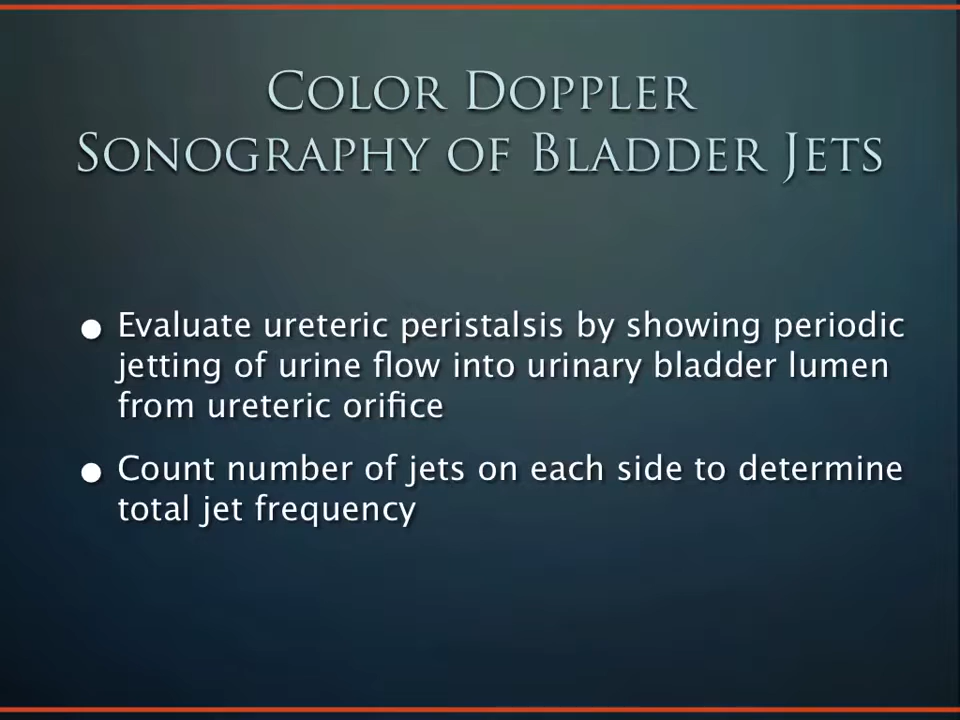 Color Doppler
Sonography of Bladder Jets
• Evaluate ureteric peristalsis by showing periodic
jetting of urine flow into urinary bladder lumen
from ureteric orifice
• Count number of jets on each side to determine
total jet frequency